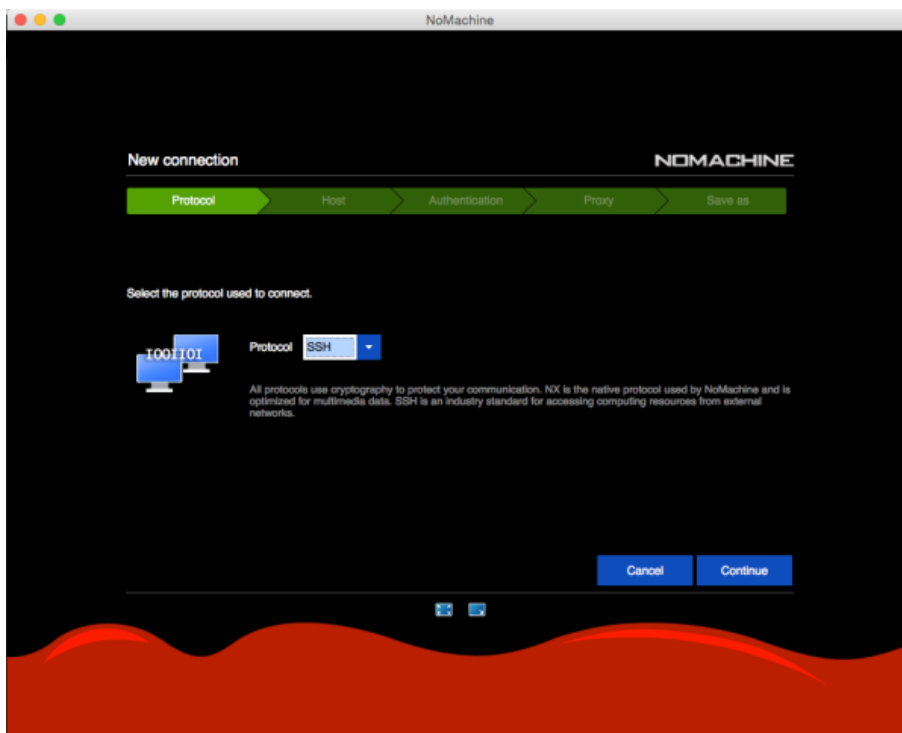 NoMachine
New connection
NOMACHINE
Protocol
Host
Authentication
Proxy
Save as
Select the protocol used to connect.
1001101
Protocol
SSH
All protocols use cryptography to protect your communication. NX is the native protocol used by NoMachine and is
optimized for multimedia data. SSH is an industry standard for accessing computing resources from external
networks.
Cancel
Continue